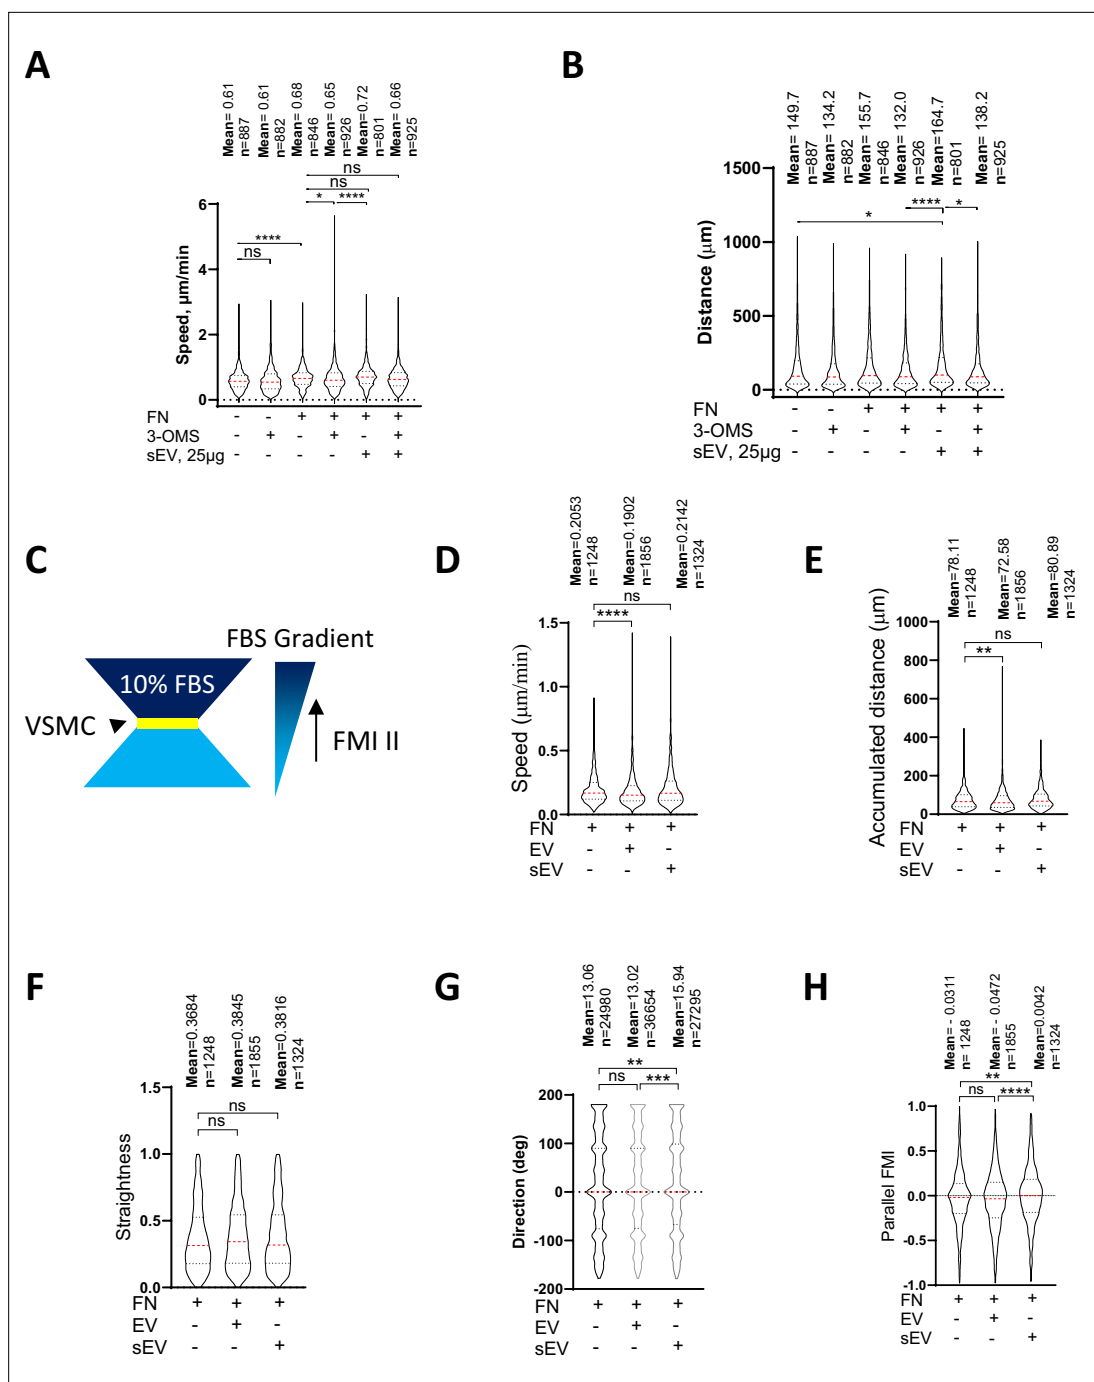 A
Mean= 0.61
n=887
Mean= 0.61
n=882
Mean= 0.68
n=846
Mean= 0.65
n=926
Mean=0.72
n=801
Mean= 0.66
n=925
ns
ns
* ****
****
ns
Speed, µm/min
6
4
2
0
FN - - + + + +
3-OMS - + - + - +
sEV, 25µg - - - - + +
B
Mean= 149.7
n=887
Mean= 134.2
n=882
Mean= 155.7
n=846
Mean= 132.0
n=926
Mean=164.7
n=801
Mean= 138.2
n=925
**** *
*
Distance (µm)
1500
1000
500
0
FN - - + + + +
3-OMS - + - + - +
sEV, 25µg - - - - + +
C
FBS Gradient
10% FBS
VSMC
FMI II
D
Mean=0.2053
n=1248
Mean=0.1902
n=1856
Mean=0.2142
n=1324
ns
****
Speed (µm/min)
1.5
1.0
0.5
0.0
FN + + +
EV - + -
sEV - - +
E
Mean=78.11
n=1248
Mean=72.58
n=1856
Mean=80.89
n=1324
ns
**
Accumulated distance (µm)
1000
800
600
400
200
0
FN + + +
EV - + -
sEV - - +
F
Mean=0.3684
n=1248
Mean=0.3845
n=1855
Mean=0.3816
n=1324
ns
ns
Straightness
1.5
1.0
0.5
0.0
FN + + +
EV - + -
sEV - - +
G
Mean=13.06
n=24980
Mean=13.02
n=36654
Mean=15.94
n=27295
**
ns ***
Direction (deg)
200
100
0
-100
-200
FN + + +
EV - + -
sEV - - +
H
Mean= - 0.0311
n= 1248
Mean= - 0.0472
n=1855
Mean=0.0042
n=1324
**
ns ****
Parallel FMI
1.0
0.5
0.0
-0.5
-1.0
FN + + +
EV - + -
sEV - - +